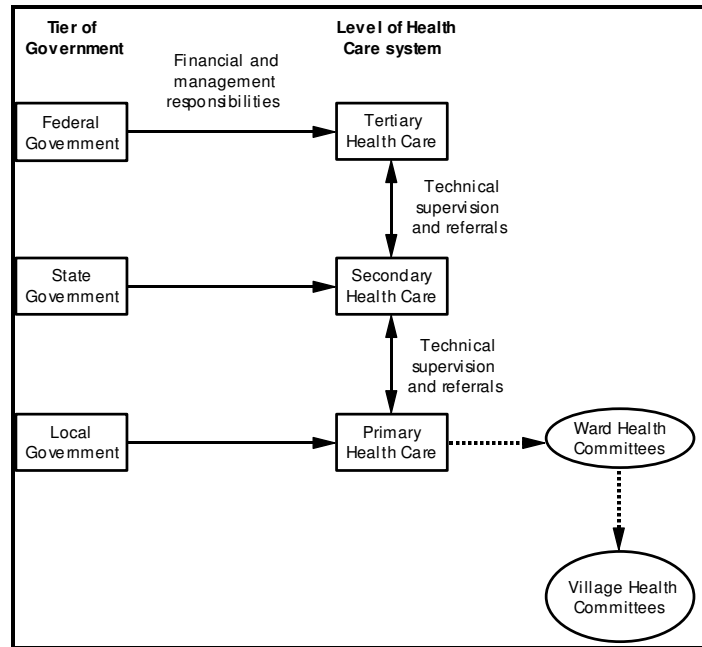 Tier of
Government
Level of Health
Care system
Financial and
management
responsibilities
Federal
Government
Tertiary
Health Care
Technical
supervision
and referrals
State
Government
Secondary
Health Care
Technical
supervision
and referrals
Local
Government
Primary
Health Care
Ward Health
Committees
Village Health
Committees